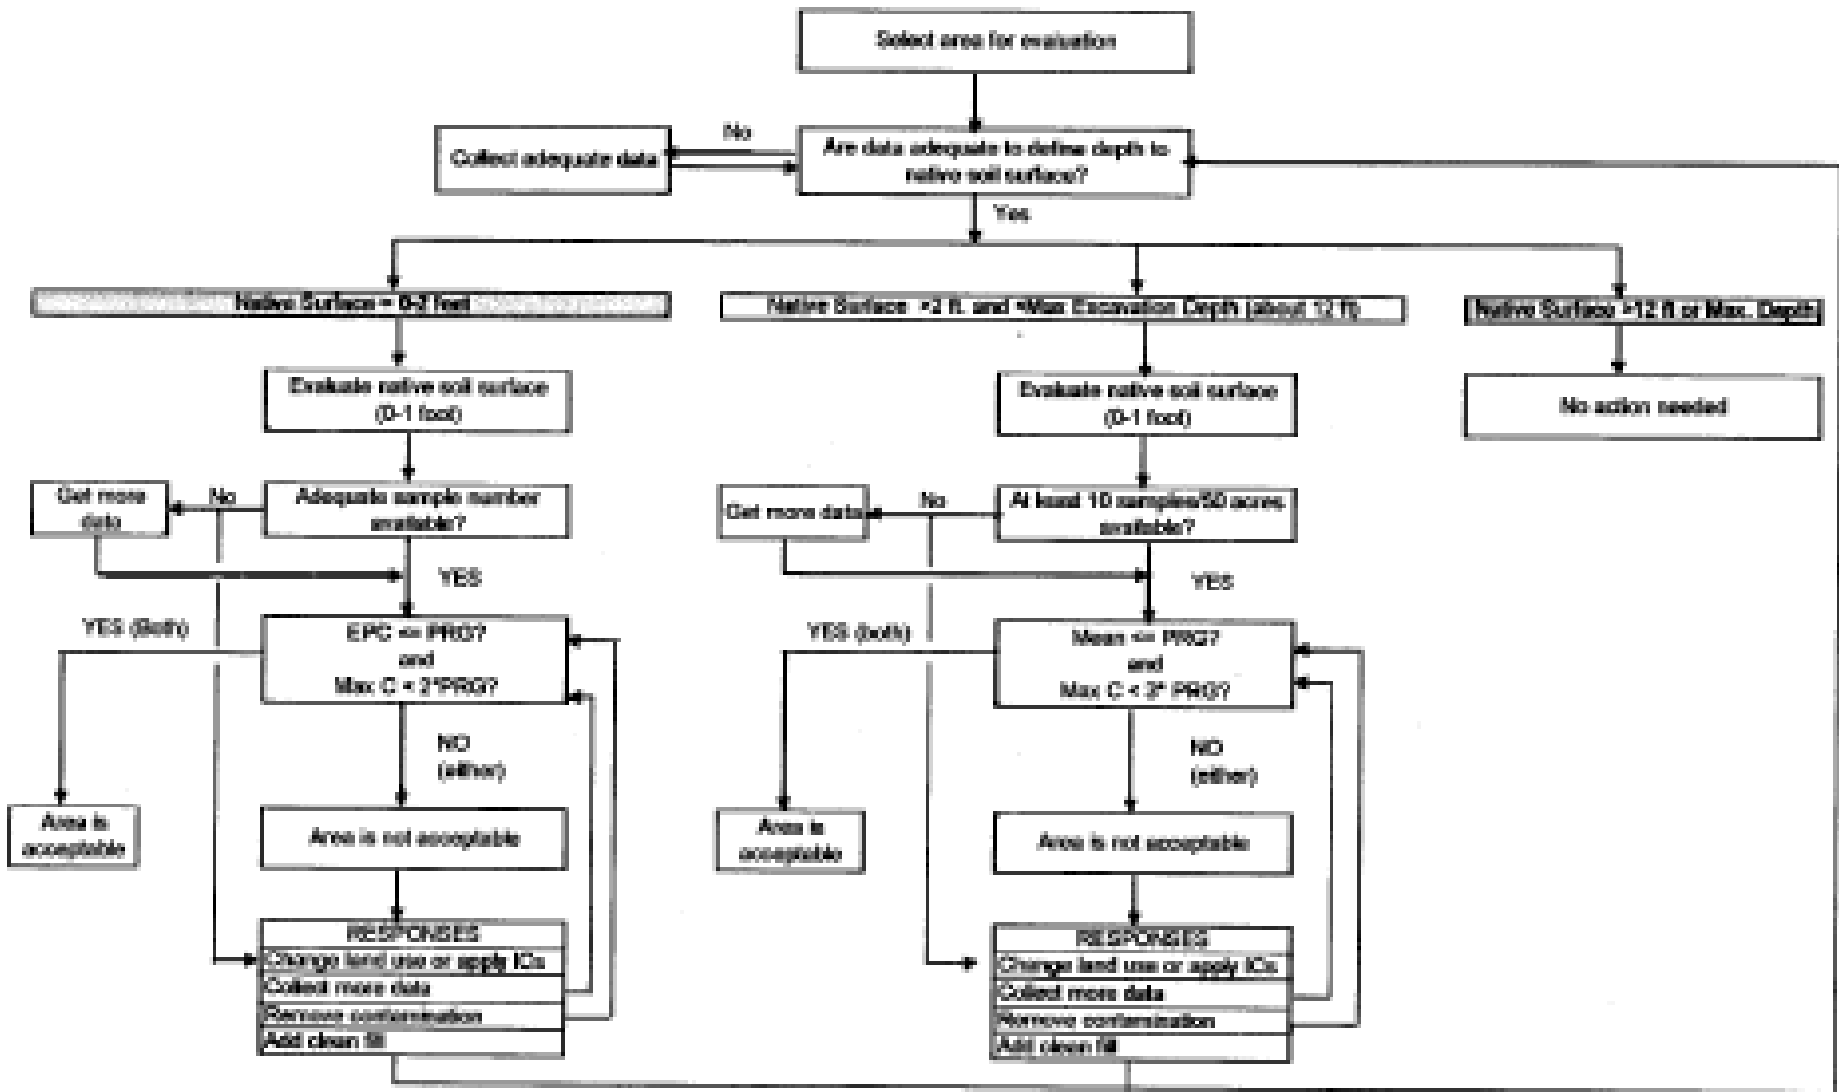 Select area for evaluation
No
Collect adequate data
Are data adequate to define depth to
native soil surface?
Yes
Native Surface = 0-2 feet
Native Surface >2 ft. and <Max Excavation Depth (about 12 ft)
Native Surface >12 ft or Max. Depth
Evaluate native soil surface
(0-1 foot)
Evaluate native soil surface
(0-1 foot)
No action needed
Get more
data
No
Adequate sample number
available?
Get more data
No
At least 10 samples/50 acres
available?
YES
YES
YES (Both)
EPC <= PRG?
and
Max C < 2*PRG?
YES (both)
Mean <= PRG?
and
Max C < 3* PRG?
NO
(either)
NO
(either)
Area is
acceptable
Area is not acceptable
Area is
acceptable
Area is not acceptable
RESPONSES
Change land use or apply ICs
Collect more data
Remove contamination
Add clean fill
RESPONSES
Change land use or apply ICs
Collect more data
Remove contamination
Add clean fill